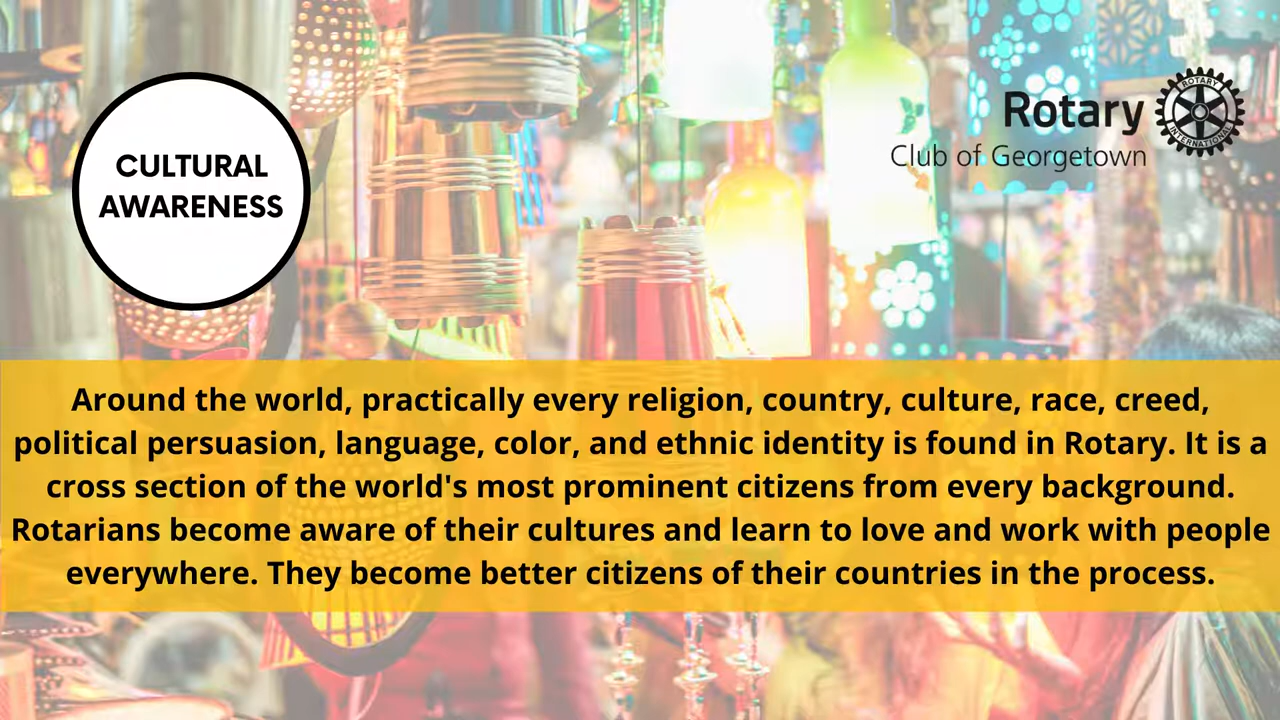 CULTURAL
AWARENESS
Rotary
Club of Georgetown
ROTARY
INTERNATIONAL
Around the world, practically every religion, country, culture, race, creed,
political persuasion, language, color, and ethnic identity is found in Rotary. It is a
cross section of the world's most prominent citizens from every background.
Rotarians become aware of their cultures and learn to love and work with people
everywhere. They become better citizens of their countries in the process.